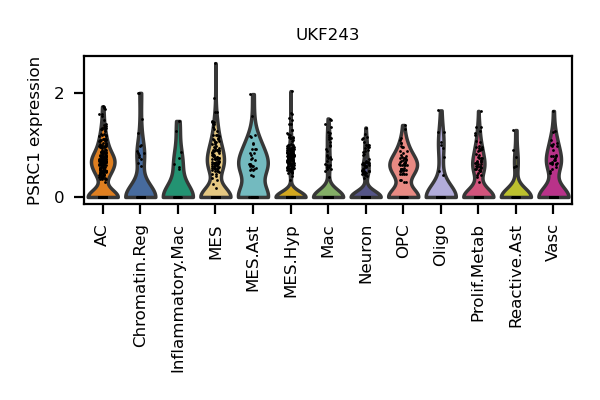 UKF243
PSRC1 expression
2
0
AC
Chromatin.Reg
Inflammatory.Mac
MES
MES.Ast
MES.Hyp
Mac
Neuron
OPC
Oligo
Prolif.Metab
Reactive.Ast
Vasc